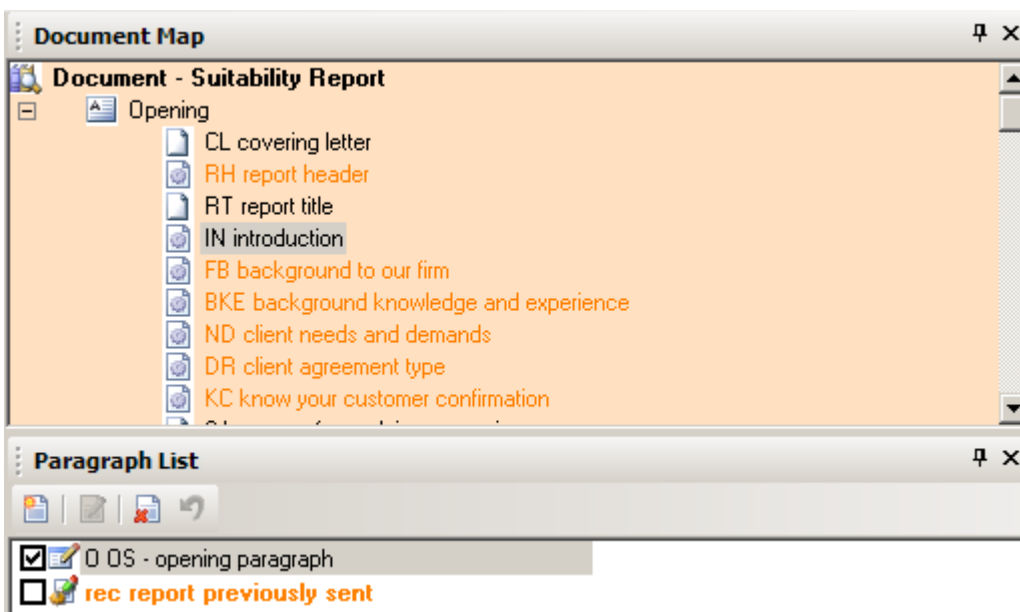 Document Map
Document - Suitability Report
Opening
CL covering letter
RH report header
RT report title
IN introduction
FB background to our firm
BKE background knowledge and experience
ND client needs and demands
DR client agreement type
KC know your customer confirmation
Paragraph List
O OS - opening paragraph
rec report previously sent